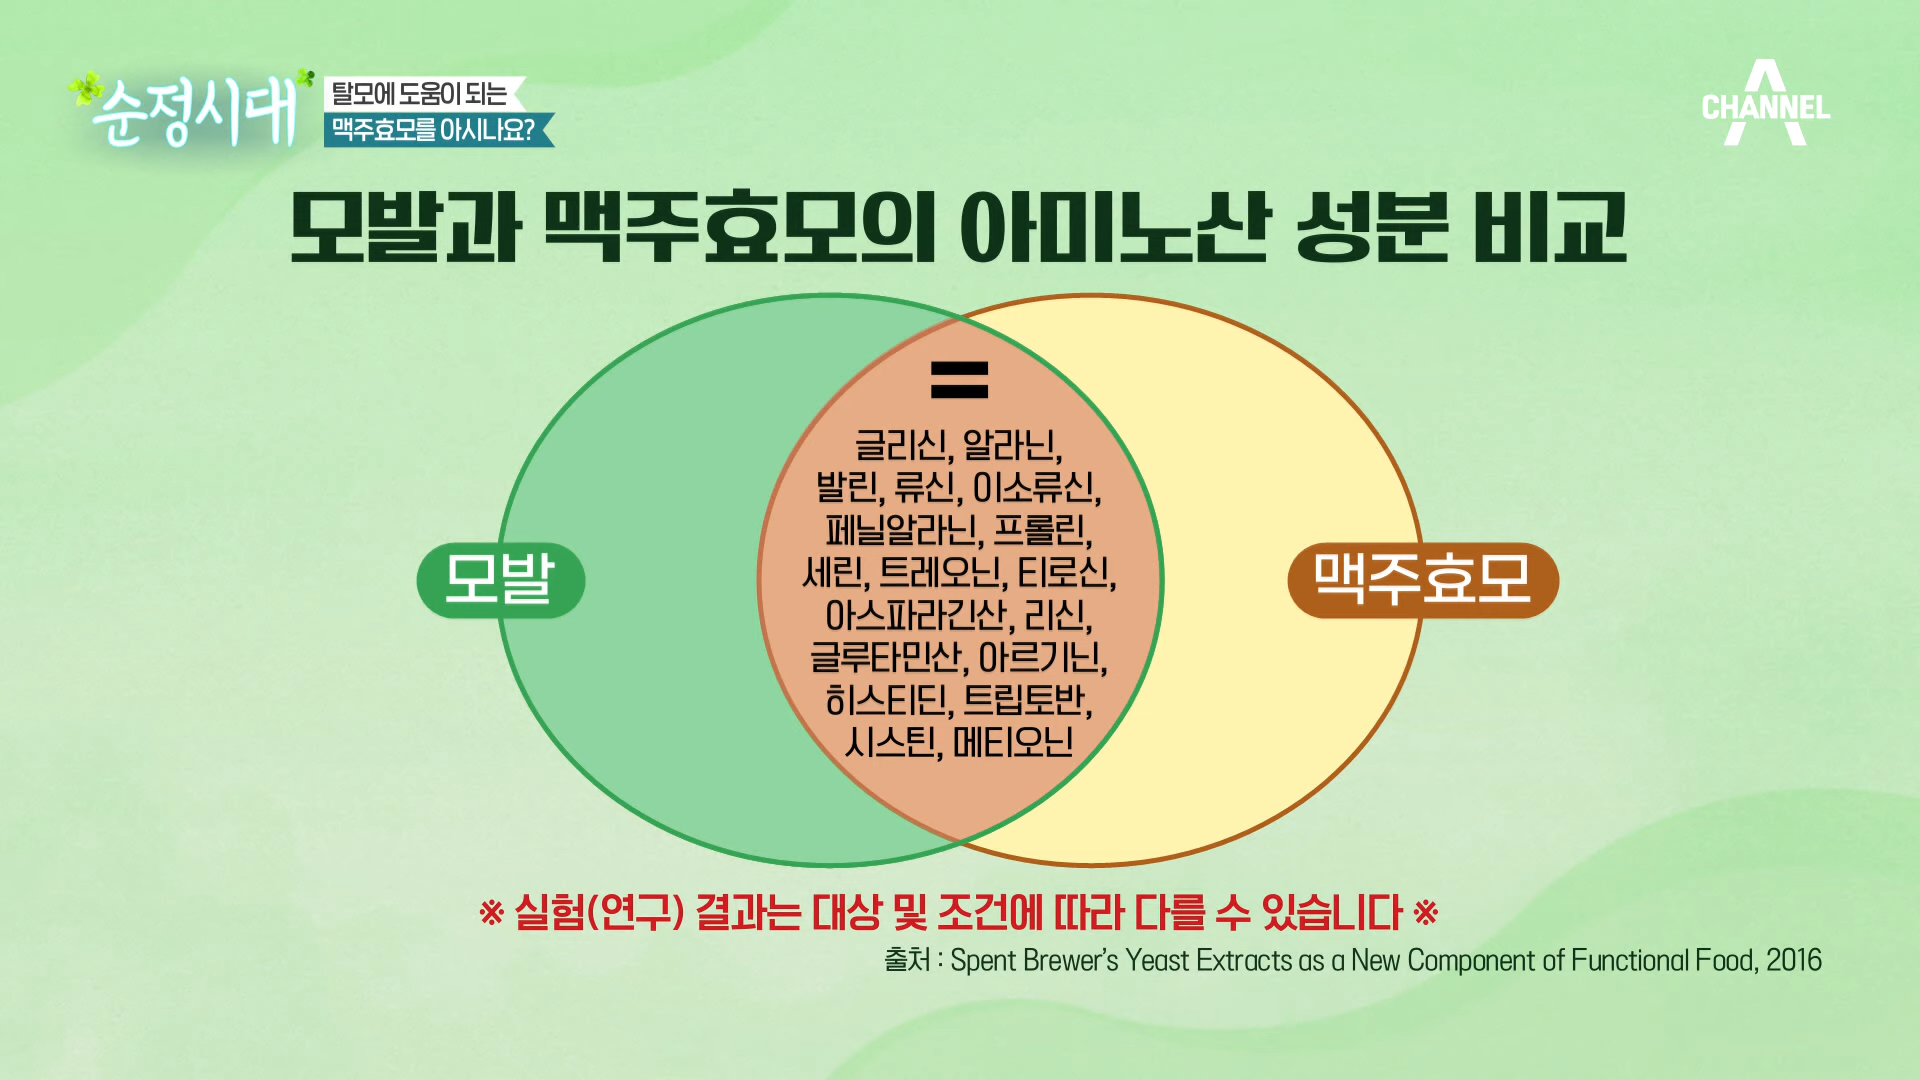 순정시대
탈모에 도움이 되는
맥주효모를 아시나요?
CHANNEL A
모발과 맥주효모의 아미노산 성분 비교
=
글리신, 알라닌,
발린, 류신, 이소류신,
페닐알라닌, 프롤린,
세린, 트레오닌, 티로신,
아스파라긴산, 리신,
글루타민산, 아르기닌,
히스티딘, 트립토반,
시스틴, 메티오닌
모발
맥주효모
※ 실험(연구) 결과는 대상 및 조건에 따라 다를 수 있습니다 ※
출처 : Spent Brewer's Yeast Extracts as a New Component of Functional Food, 2016